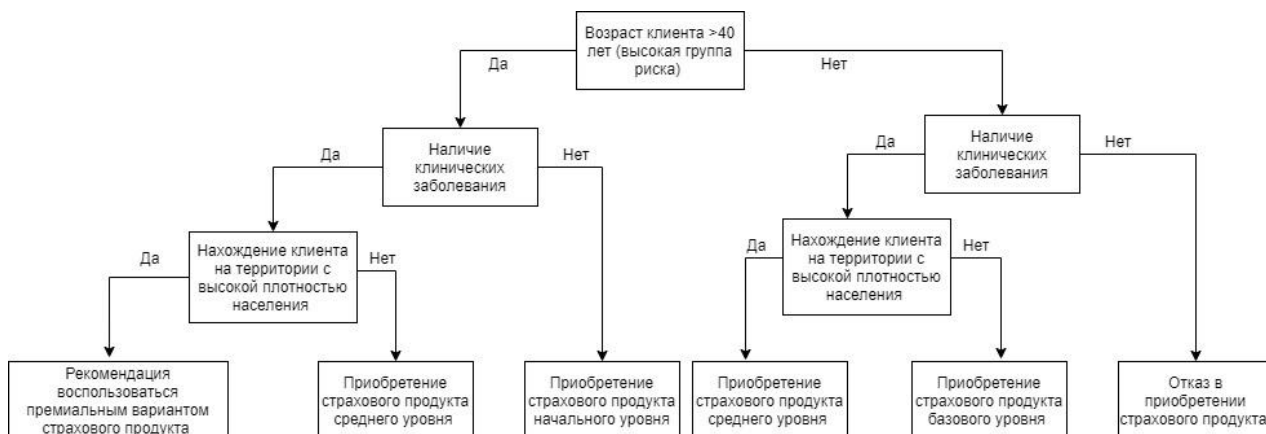 Возраст клиента >40
лет (высокая группа
риска)
Да
Нет
Наличие
клинических
заболевания
Да
Нет
Наличие
клинических
заболевания
Да
Нет
Нахождение клиента
на территории с
высокой плотностью
населения
Да
Нет
Нахождение клиента
на территории с
высокой плотностью
населения
Да
Нет
Рекомендация
воспользоваться
премиальным вариантом
страхового продукта
Приобретение
страхового продукта
среднего уровня
Приобретение
страхового продукта
начального уровня
Приобретение
страхового продукта
среднего уровня
Приобретение
страхового продукта
базового уровня
Отказ в
приобретении
страхового продукта